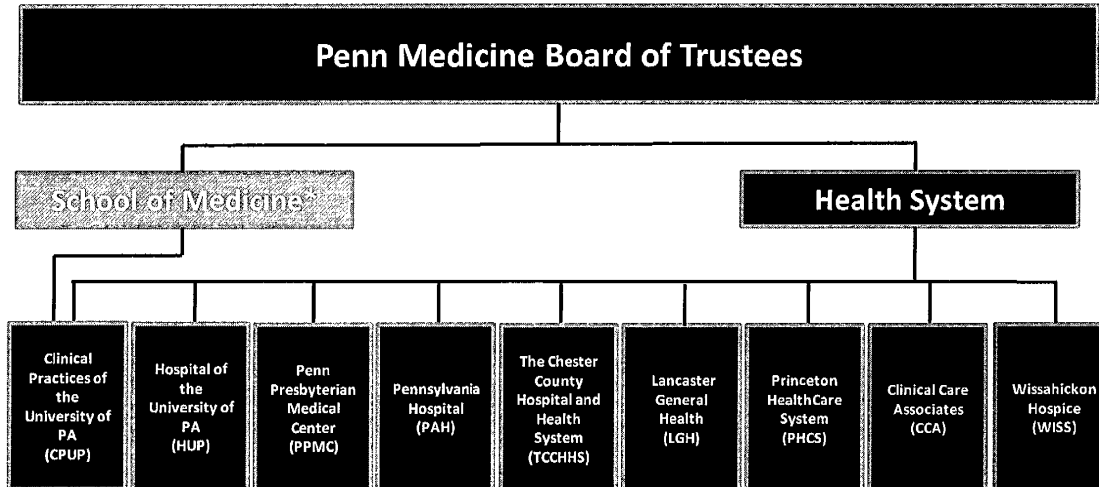 Penn Medicine Board of Trustees
School of Medicine*
Health System
Clinical
Practices of
the
University of
PA
(CPUP)
Hospital of
the
University of
PA
(HUP)
Penn
Presbyterian
Medical
Center
(PPMC)
Pennsylvania
Hospital
(PAH)
The Chester
County
Hospital and
Health
System
(TCCHHS)
Lancaster
General
Health
(LGH)
Princeton
HealthCare
System
(PHCS)
Clinical Care
Associates
(CCA)
Wissahickon
Hospice
(WISS)